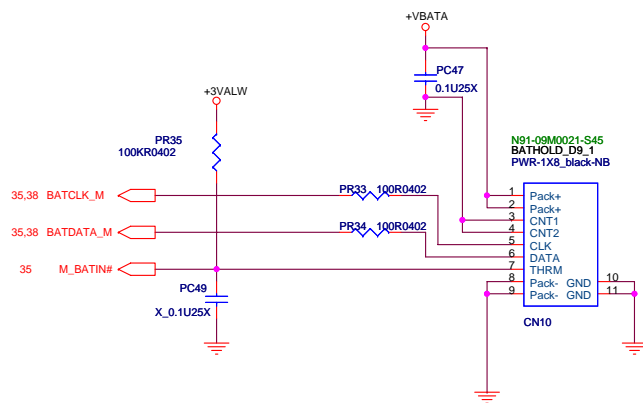 +VBATA
PC47
0.1U25X
+3VALW
PR35
100KR0402
N91-09M0021-S45
BATHOLD_D9_1
PWR-1X8_black-NB
35,38 BATCLK_M
PR33 100R0402
1 Pack+
2 Pack+
3 CNT1
35,38 BATDATA_M
PR34 100R0402
4 CNT2
5 CLK
6 DATA
35 M_BATIN#
7 THRM
8 Pack- GND 10
9 Pack- GND 11
PC49
X_0.1U25X
CN10